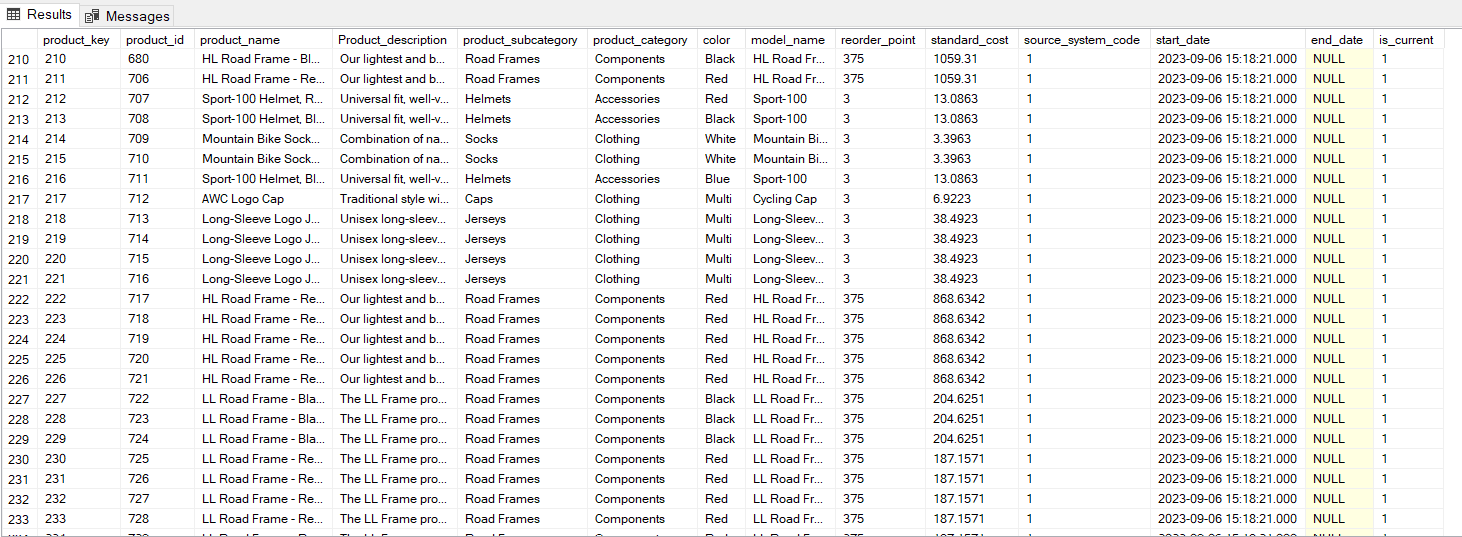 Results Messages
product_key product_id product_name Product_description product_subcategory product_category color model_name reorder_point standard_cost source_system_code start_date end_date is_current
210 210 680 HL Road Frame - Bl... Our lightest and b... Road Frames Components Black HL Road Fr... 375 1059.31 1 2023-09-06 15:18:21.000 NULL 1
211 211 706 HL Road Frame - Re... Our lightest and b... Road Frames Components Red HL Road Fr... 375 1059.31 1 2023-09-06 15:18:21.000 NULL 1
212 212 707 Sport-100 Helmet, R... Universal fit, well-v... Helmets Accessories Red Sport-100 3 13.0863 1 2023-09-06 15:18:21.000 NULL 1
213 213 708 Sport-100 Helmet, Bl... Universal fit, well-v... Helmets Accessories Black Sport-100 3 13.0863 1 2023-09-06 15:18:21.000 NULL 1
214 214 709 Mountain Bike Sock... Combination of na... Socks Clothing White Mountain Bi... 3 3.3963 1 2023-09-06 15:18:21.000 NULL 1
215 215 710 Mountain Bike Sock... Combination of na... Socks Clothing White Mountain Bi... 3 3.3963 1 2023-09-06 15:18:21.000 NULL 1
216 216 711 Sport-100 Helmet, Bl... Universal fit, well-v... Helmets Accessories Blue Sport-100 3 13.0863 1 2023-09-06 15:18:21.000 NULL 1
217 217 712 AWC Logo Cap Traditional style wi... Caps Clothing Multi Cycling Cap 3 6.9223 1 2023-09-06 15:18:21.000 NULL 1
218 218 713 Long-Sleeve Logo J... Unisex long-sleev... Jerseys Clothing Multi Long-Sleev... 3 38.4923 1 2023-09-06 15:18:21.000 NULL 1
219 219 714 Long-Sleeve Logo J... Unisex long-sleev... Jerseys Clothing Multi Long-Sleev... 3 38.4923 1 2023-09-06 15:18:21.000 NULL 1
220 220 715 Long-Sleeve Logo J... Unisex long-sleev... Jerseys Clothing Multi Long-Sleev... 3 38.4923 1 2023-09-06 15:18:21.000 NULL 1
221 221 716 Long-Sleeve Logo J... Unisex long-sleev... Jerseys Clothing Multi Long-Sleev... 3 38.4923 1 2023-09-06 15:18:21.000 NULL 1
222 222 717 HL Road Frame - Re... Our lightest and b... Road Frames Components Red HL Road Fr... 375 868.6342 1 2023-09-06 15:18:21.000 NULL 1
223 223 718 HL Road Frame - Re... Our lightest and b... Road Frames Components Red HL Road Fr... 375 868.6342 1 2023-09-06 15:18:21.000 NULL 1
224 224 719 HL Road Frame - Re... Our lightest and b... Road Frames Components Red HL Road Fr... 375 868.6342 1 2023-09-06 15:18:21.000 NULL 1
225 225 720 HL Road Frame - Re... Our lightest and b... Road Frames Components Red HL Road Fr... 375 868.6342 1 2023-09-06 15:18:21.000 NULL 1
226 226 721 HL Road Frame - Re... Our lightest and b... Road Frames Components Red HL Road Fr... 375 868.6342 1 2023-09-06 15:18:21.000 NULL 1
227 227 722 LL Road Frame - Bla... The LL Frame pro... Road Frames Components Black LL Road Fr... 375 204.6251 1 2023-09-06 15:18:21.000 NULL 1
228 228 723 LL Road Frame - Bla... The LL Frame pro... Road Frames Components Black LL Road Fr... 375 204.6251 1 2023-09-06 15:18:21.000 NULL 1
229 229 724 LL Road Frame - Bla... The LL Frame pro... Road Frames Components Black LL Road Fr... 375 204.6251 1 2023-09-06 15:18:21.000 NULL 1
230 230 725 LL Road Frame - Re... The LL Frame pro... Road Frames Components Red LL Road Fr... 375 187.1571 1 2023-09-06 15:18:21.000 NULL 1
231 231 726 LL Road Frame - Re... The LL Frame pro... Road Frames Components Red LL Road Fr... 375 187.1571 1 2023-09-06 15:18:21.000 NULL 1
232 232 727 LL Road Frame - Re... The LL Frame pro... Road Frames Components Red LL Road Fr... 375 187.1571 1 2023-09-06 15:18:21.000 NULL 1
233 233 728 LL Road Frame - Re... The LL Frame pro... Road Frames Components Red LL Road Fr... 375 187.1571 1 2023-09-06 15:18:21.000 NULL 1